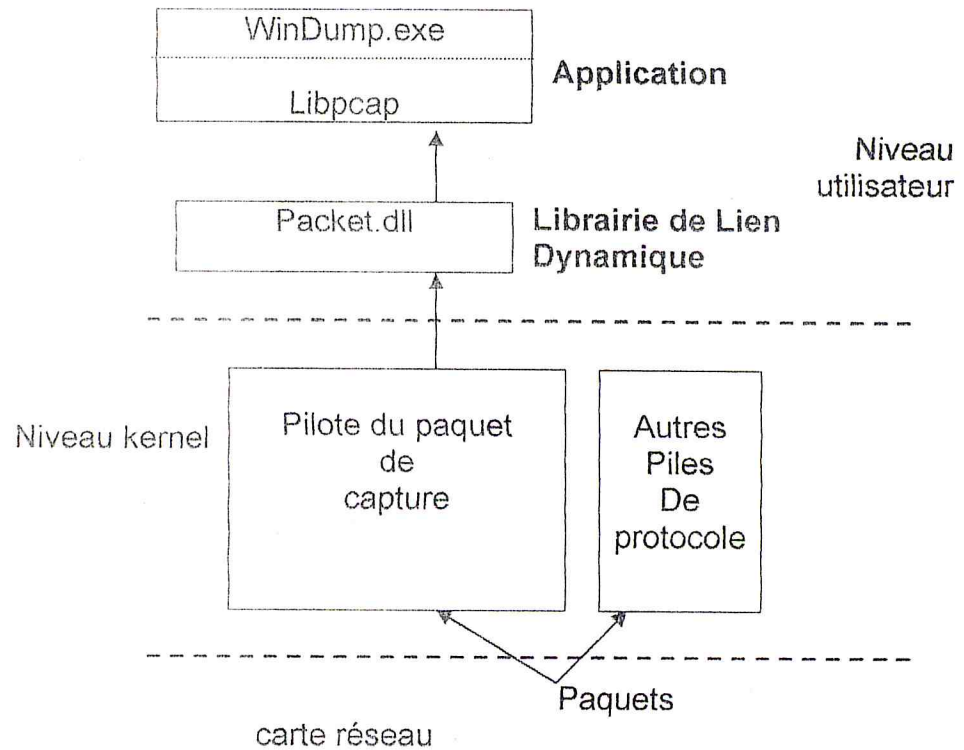 WinDump.exe
Libpcap
Application
Niveau
utilisateur
Packet.dll
Librairie de Lien
Dynamique
Niveau kernel
Pilote du paquet
de
capture
Autres
Piles
De
protocole
Paquets
carte réseau